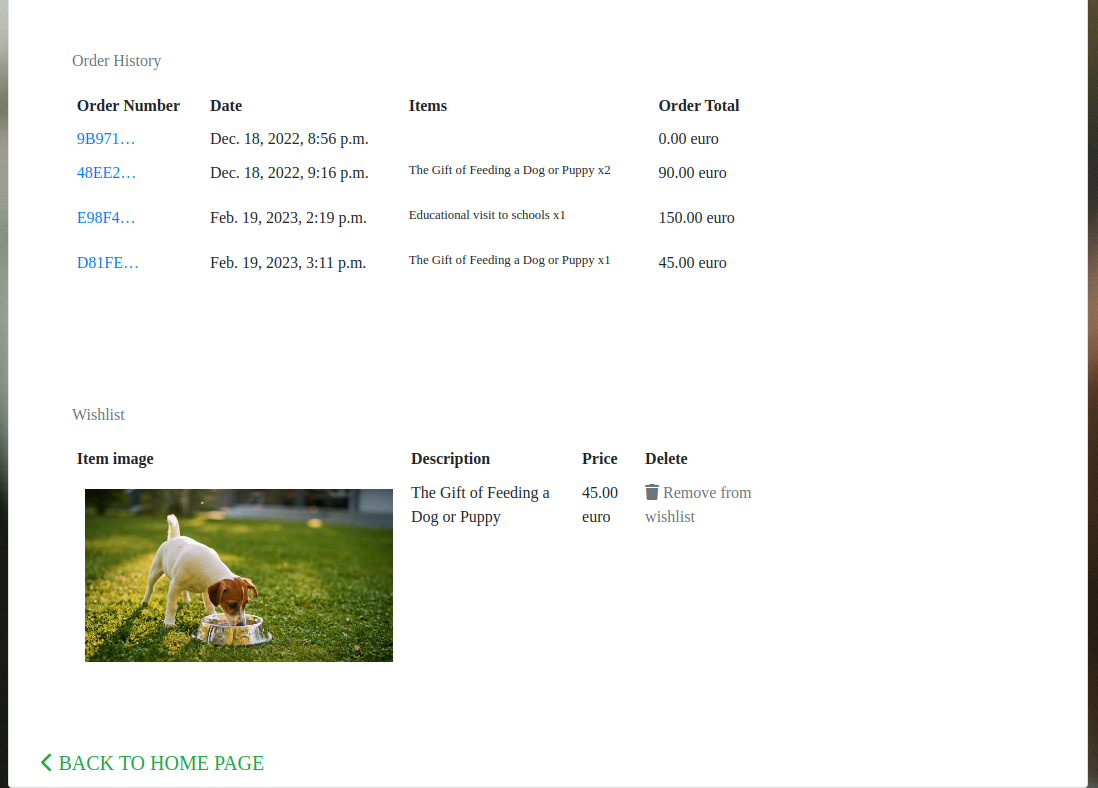 Order History
Order Number Date Items Order Total
9B971… Dec. 18, 2022, 8:56 p.m. 0.00 euro
48EE2… Dec. 18, 2022, 9:16 p.m. The Gift of Feeding a Dog or Puppy x2 90.00 euro
E98F4… Feb. 19, 2023, 2:19 p.m. Educational visit to schools x1 150.00 euro
D81FE… Feb. 19, 2023, 3:11 p.m. The Gift of Feeding a Dog or Puppy x1 45.00 euro
Wishlist
Item image Description Price Delete
The Gift of Feeding a 45.00 Remove from
Dog or Puppy euro wishlist
BACK TO HOME PAGE